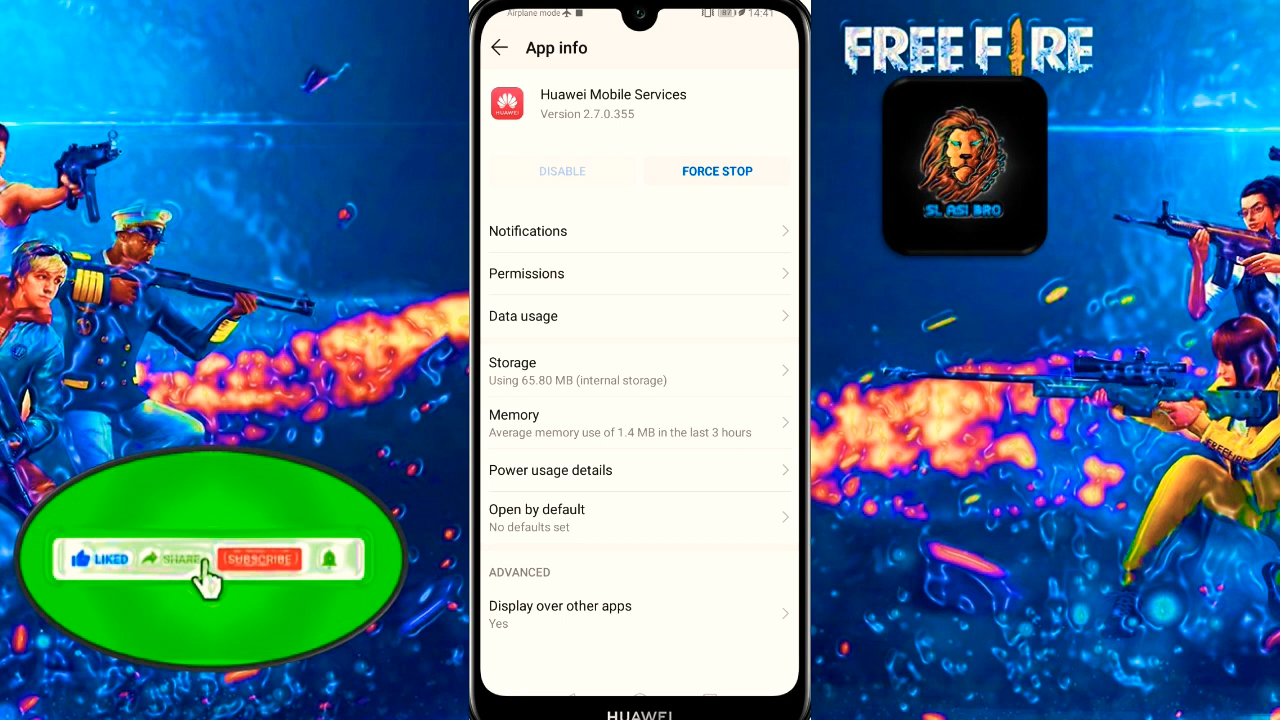 Airplane mode
87
14:41
App info
HUAWEI
Huawei Mobile Services
Version 2.7.0.355
DISABLE
FORCE STOP
Notifications
Permissions
Data usage
Storage
Using 65.80 MB (internal storage)
Memory
Average memory use of 1.4 MB in the last 3 hours
Power usage details
Open by default
No defaults set
ADVANCED
Display over other apps
Yes
HUAWEI
FREE FIRE
SL ASI BRO
FREEFIRE
LIKED
SHARE
SUBSCRIBE